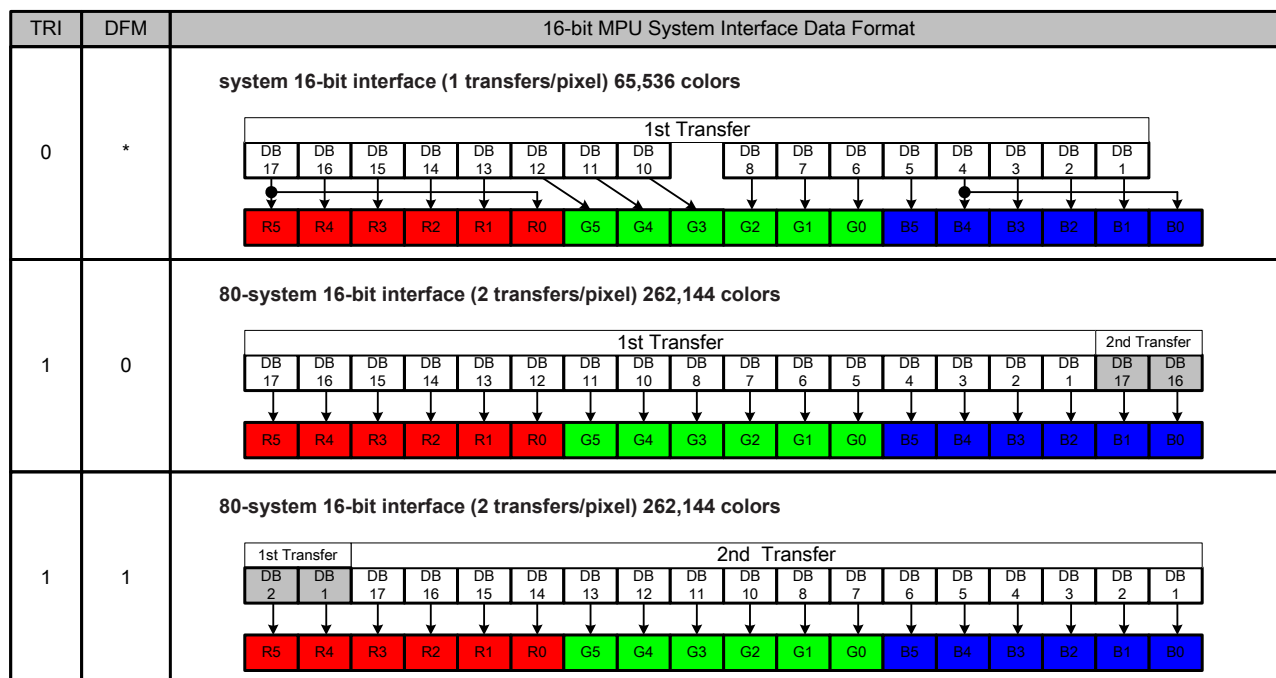 TRI DFM 16-bit MPU System Interface Data Format
0 *
system 16-bit interface (1 transfers/pixel) 65,536 colors
1st Transfer
DB 17 DB 16 DB 15 DB 14 DB 13 DB 12 DB 11 DB 10 DB 8 DB 7 DB 6 DB 5 DB 4 DB 3 DB 2 DB 1
R5 R4 R3 R2 R1 R0 G5 G4 G3 G2 G1 G0 B5 B4 B3 B2 B1 B0
1 0
80-system 16-bit interface (2 transfers/pixel) 262,144 colors
1st Transfer 2nd Transfer
DB 17 DB 16 DB 15 DB 14 DB 13 DB 12 DB 11 DB 10 DB 8 DB 7 DB 6 DB 5 DB 4 DB 3 DB 2 DB 1 DB 17 DB 16
R5 R4 R3 R2 R1 R0 G5 G4 G3 G2 G1 G0 B5 B4 B3 B2 B1 B0
1 1
80-system 16-bit interface (2 transfers/pixel) 262,144 colors
1st Transfer 2nd Transfer
DB 2 DB 1 DB 17 DB 16 DB 15 DB 14 DB 13 DB 12 DB 11 DB 10 DB 8 DB 7 DB 6 DB 5 DB 4 DB 3 DB 2 DB 1
R5 R4 R3 R2 R1 R0 G5 G4 G3 G2 G1 G0 B5 B4 B3 B2 B1 B0